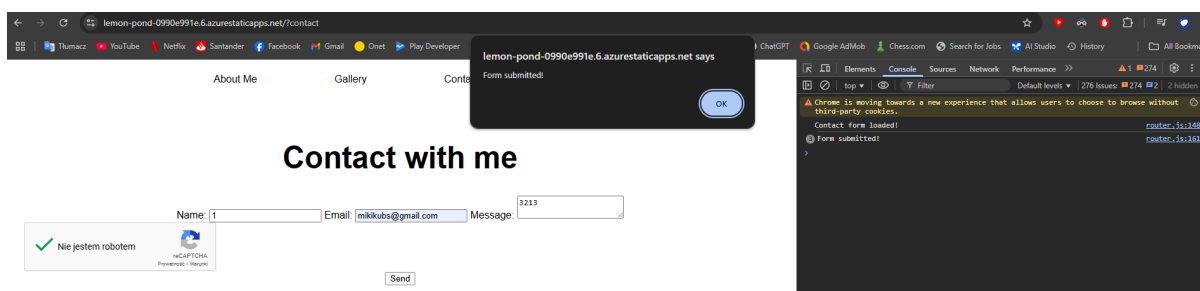 lemon-pond-0990e991e.6.azurestaticapps.net/?contact
Tłumacz YouTube Netflix Santander Facebook Gmail Onet Play Developer ChatGPT Google AdMob Chess.com Search for Jobs AI Studio History All Bookma
lemon-pond-0990e991e.6.azurestaticapps.net says
Form submitted!
OK
About Me Gallery Conta
Contact with me
Name: 1 Email: mikikubs@gmail.com Message: 3213
Nie jestem robotem
reCAPTCHA
Prywatność - Warunki
Send
Elements Console Sources Network Performance 1 274
top Filter Default levels 276 Issues: 274 2 2 hidden
Chrome is moving towards a new experience that allows users to choose to browse without
third-party cookies.
Contact form loaded! router.js:148
3 Form submitted! router.js:161